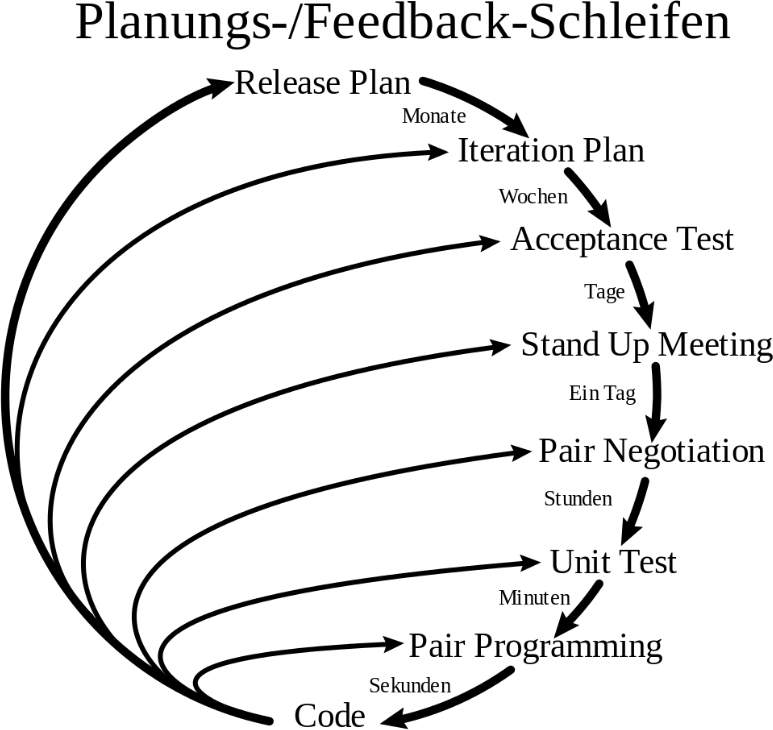 Planungs-/Feedback-Schleifen
Release Plan
Monate
Iteration Plan
Wochen
Acceptance Test
Tage
Stand Up Meeting
Ein Tag
Pair Negotiation
Stunden
Unit Test
Minuten
Pair Programming
Sekunden
Code